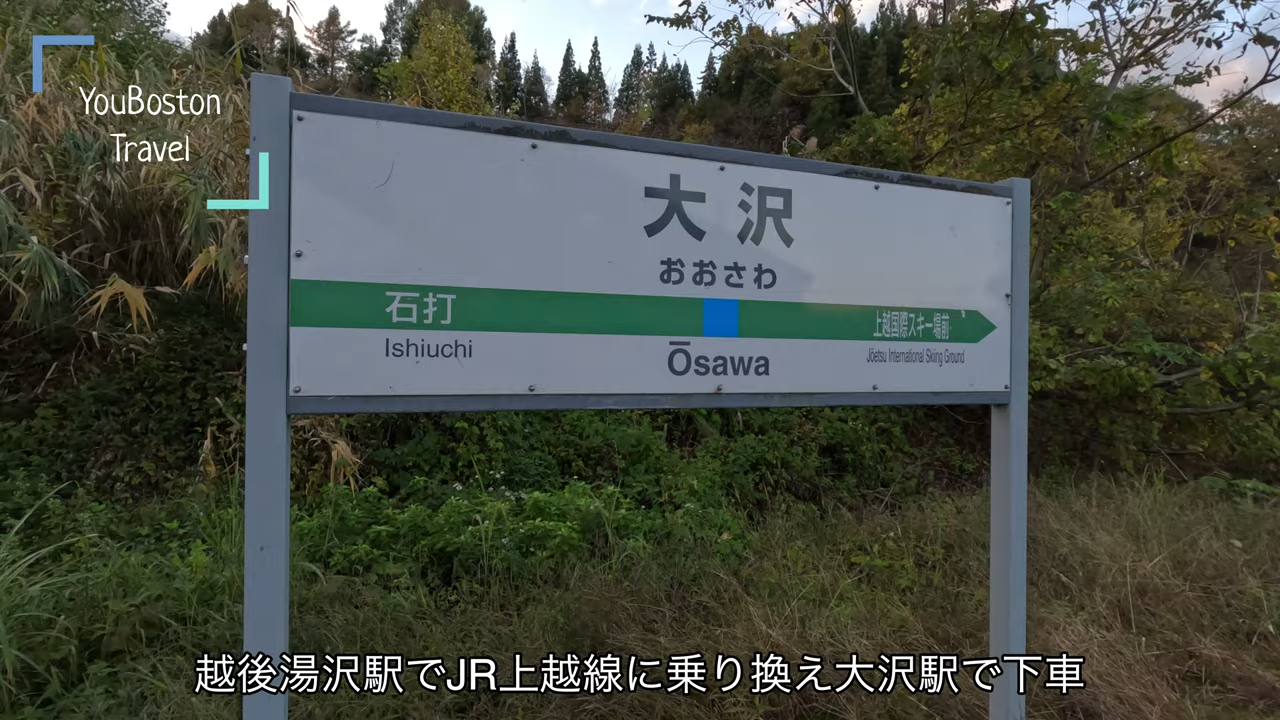 YouBoston
Travel
大沢
おおさわ
石打
上越国際スキー場前
Ishiuchi
Ōsawa
Jōetsu International Skiing Ground
越後湯沢駅でJR上越線に乗り換え大沢駅で下車